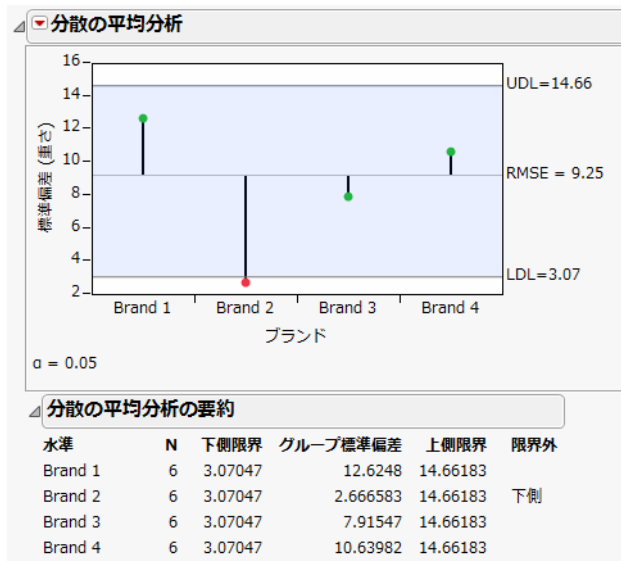 分散の平均分析
16
14
12
10
8
6
4
2
標準偏差 (重さ)
UDL=14.66
RMSE = 9.25
LDL=3.07
Brand 1 Brand 2 Brand 3 Brand 4
ブランド
α = 0.05
分散の平均分析の要約
水準 N 下側限界 グループ標準偏差 上側限界 限界外
Brand 1 6 3.07047 12.6248 14.66183
Brand 2 6 3.07047 2.666583 14.66183 下側
Brand 3 6 3.07047 7.91547 14.66183
Brand 4 6 3.07047 10.63982 14.66183